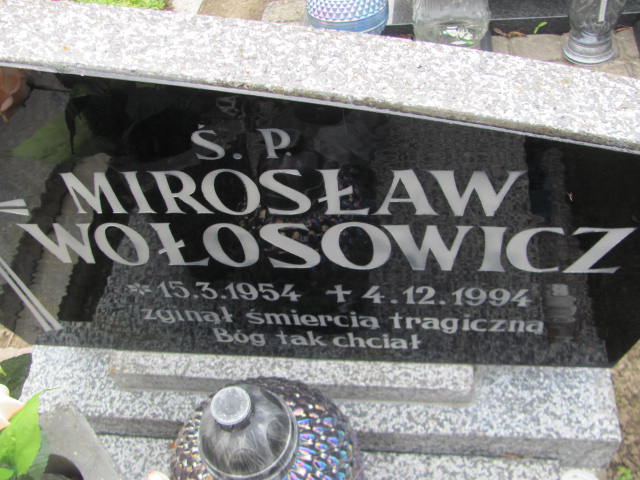 Ś. P.
MIROSŁAW
WOŁOSOWICZ
* 15.3.1954 + 4.12.1994
zginął śmiercią tragiczną
Bóg tak chciał